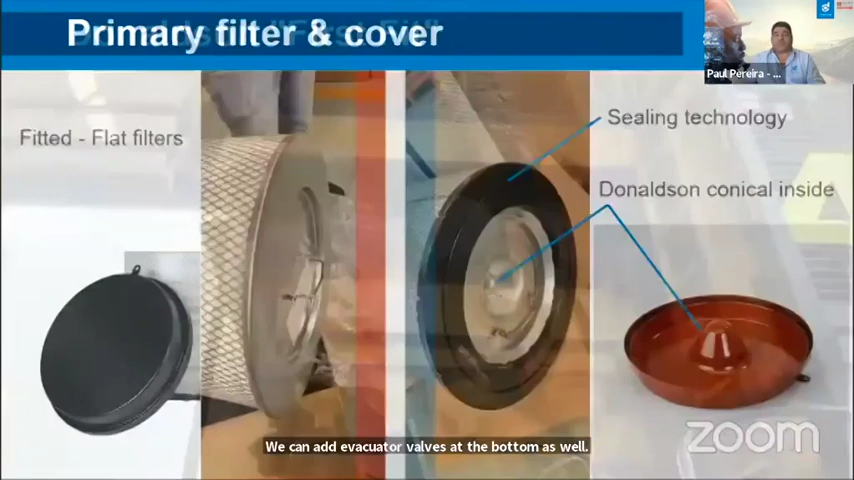 Primary filter & cover
Paul Pereira - ...
Fitted - Flat filters
Sealing technology
Donaldson conical inside
We can add evacuator valves at the bottom as well.
zoom